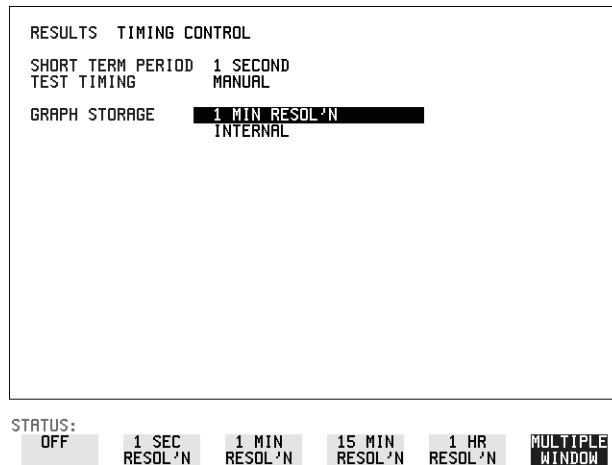 RESULTS TIMING CONTROL
SHORT TERM PERIOD 1 SECOND
TEST TIMING MANUAL
GRAPH STORAGE 1 MIN RESOL'N
INTERNAL
STATUS:
OFF 1 SEC 1 MIN 15 MIN 1 HR MULTIPLE
RESOL'N RESOL'N RESOL'N RESOL'N WINDOW